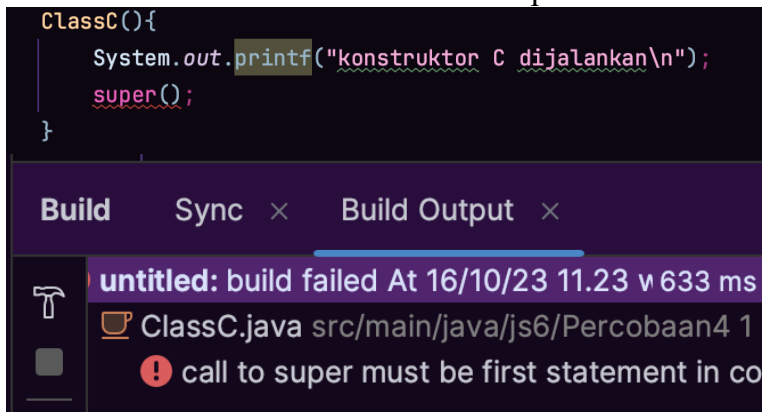 ClassC(){
System.out.printf("konstruktor C dijalankan\n");
super();
}
Build Sync × Build Output ×
untitled: build failed At 16/10/23 11.23 w 633 ms
ClassC.java src/main/java/js6/Percobaan4 1
call to super must be first statement in co